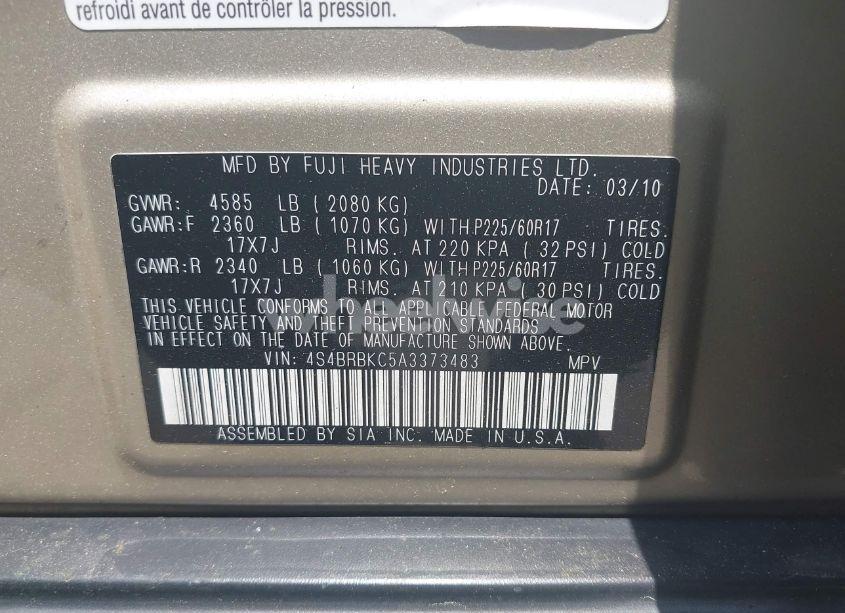 refroidi avant de contrôler la pression.
MFD BY FUJI HEAVY INDUSTRIES LTD.
DATE: 03/10
GVWR: 4585 LB ( 2080 KG)
GAWR:F 2360 LB ( 1070 KG) WITH P225/60R17 TIRES.
17X7J RIMS. AT 220 KPA ( 32 PSI) COLD
GAWR:R 2340 LB ( 1060 KG) WITH P225/60R17 TIRES.
17X7J RIMS. AT 210 KPA ( 30 PSI) COLD
THIS VEHICLE CONFORMS TO ALL APPLICABLE FEDERAL MOTOR
VEHICLE SAFETY AND THEFT PREVENTION STANDARDS
IN EFFECT ON THE DATE OF MANUFACTURE SHOWN ABOVE.
VIN: 4S4BRBKC5A3373483 MPV
ASSEMBLED BY SIA INC. MADE IN U.S.A.
wheelwise